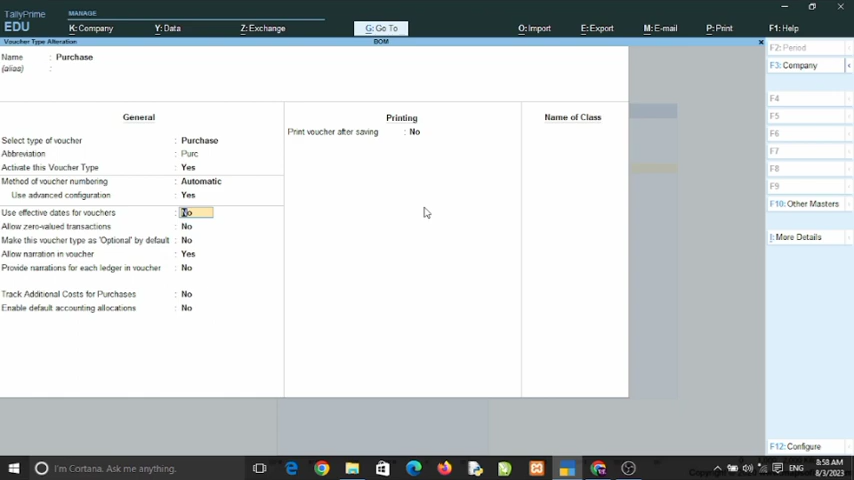 TallyPrime
MANAGE
EDU
K: Company
Y: Data
Z: Exchange
G: Go To
O: Import
E: Export
M: E-mail
P: Print
F1: Help
Voucher Type Alteration
BOM
x
F2: Period
Name : Purchase
(alias) :
F3: Company
F4
F5
F6
F7
F8
F9
F10: Other Masters
I: More Details
F12: Configure
General
Select type of voucher : Purchase
Abbreviation : Purc
Activate this Voucher Type : Yes
Method of voucher numbering : Automatic
Use advanced configuration : Yes
Use effective dates for vouchers : No
Allow zero-valued transactions : No
Make this voucher type as 'Optional' by default : No
Allow narration in voucher : Yes
Provide narrations for each ledger in voucher : No
Track Additional Costs for Purchases : No
Enable default accounting allocations : No
Printing
Print voucher after saving : No
Name of Class
I'm Cortana. Ask me anything.
ENG
8:58 AM
8/3/2023